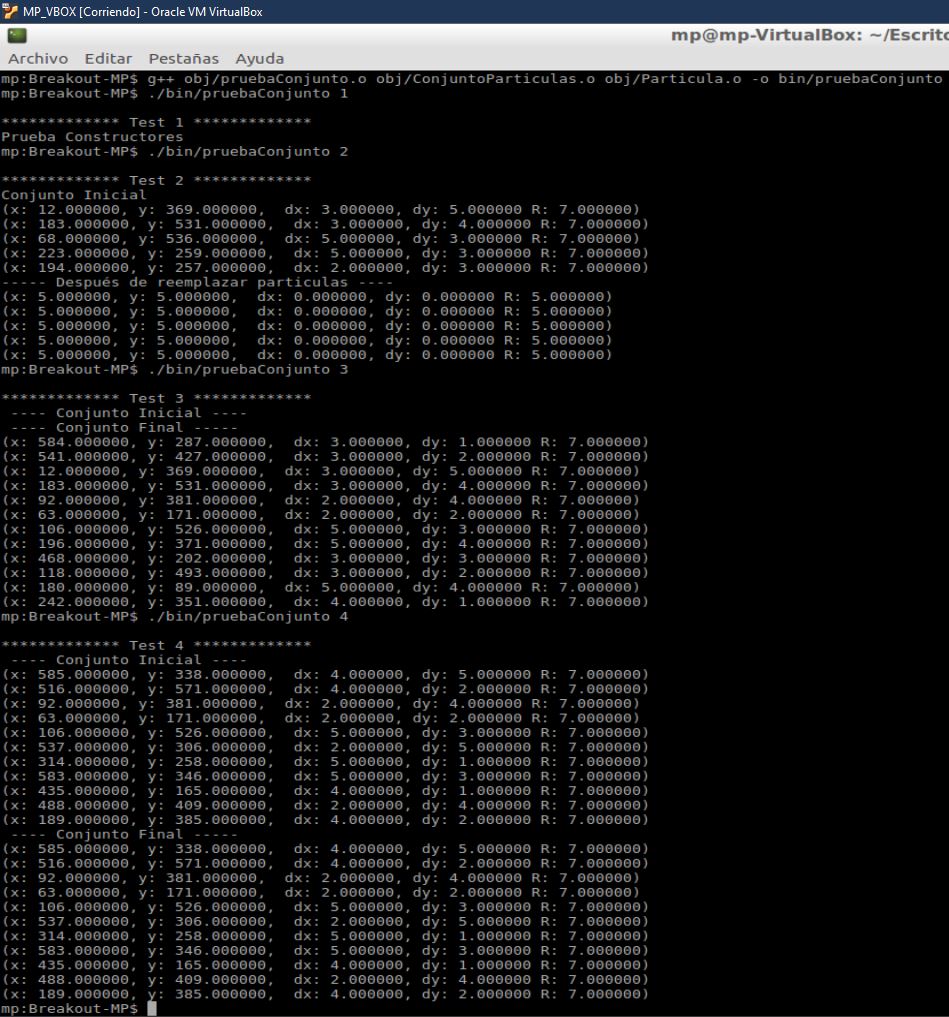 MP_VBOX [Corriendo] - Oracle VM VirtualBox
mp@mp-VirtualBox: ~/Escrito
Archivo Editar Pestañas Ayuda
mp:Breakout-MP$ g++ obj/pruebaConjunto.o obj/ConjuntoParticulas.o obj/Particula.o -o bin/pruebaConjunto
mp:Breakout-MP$ ./bin/pruebaConjunto 1
************* Test 1 *************
Prueba Constructores
mp:Breakout-MP$ ./bin/pruebaConjunto 2
************* Test 2 *************
Conjunto Inicial
(x: 12.000000, y: 369.000000,  dx: 3.000000, dy: 5.000000 R: 7.000000)
(x: 183.000000, y: 531.000000,  dx: 3.000000, dy: 4.000000 R: 7.000000)
(x: 68.000000, y: 536.000000,  dx: 5.000000, dy: 3.000000 R: 7.000000)
(x: 223.000000, y: 259.000000,  dx: 5.000000, dy: 3.000000 R: 7.000000)
(x: 194.000000, y: 257.000000,  dx: 2.000000, dy: 3.000000 R: 7.000000)
----- Después de reemplazar particulas ----
(x: 5.000000, y: 5.000000,  dx: 0.000000, dy: 0.000000 R: 5.000000)
(x: 5.000000, y: 5.000000,  dx: 0.000000, dy: 0.000000 R: 5.000000)
(x: 5.000000, y: 5.000000,  dx: 0.000000, dy: 0.000000 R: 5.000000)
(x: 5.000000, y: 5.000000,  dx: 0.000000, dy: 0.000000 R: 5.000000)
(x: 5.000000, y: 5.000000,  dx: 0.000000, dy: 0.000000 R: 5.000000)
mp:Breakout-MP$ ./bin/pruebaConjunto 3
************* Test 3 *************
---- Conjunto Inicial ----
---- Conjunto Final -----
(x: 584.000000, y: 287.000000,  dx: 3.000000, dy: 1.000000 R: 7.000000)
(x: 541.000000, y: 427.000000,  dx: 3.000000, dy: 2.000000 R: 7.000000)
(x: 12.000000, y: 369.000000,  dx: 3.000000, dy: 5.000000 R: 7.000000)
(x: 183.000000, y: 531.000000,  dx: 3.000000, dy: 4.000000 R: 7.000000)
(x: 92.000000, y: 381.000000,  dx: 2.000000, dy: 4.000000 R: 7.000000)
(x: 63.000000, y: 171.000000,  dx: 2.000000, dy: 2.000000 R: 7.000000)
(x: 106.000000, y: 526.000000,  dx: 5.000000, dy: 3.000000 R: 7.000000)
(x: 196.000000, y: 371.000000,  dx: 5.000000, dy: 4.000000 R: 7.000000)
(x: 468.000000, y: 202.000000,  dx: 3.000000, dy: 3.000000 R: 7.000000)
(x: 118.000000, y: 493.000000,  dx: 3.000000, dy: 2.000000 R: 7.000000)
(x: 180.000000, y: 89.000000,  dx: 5.000000, dy: 4.000000 R: 7.000000)
(x: 242.000000, y: 351.000000,  dx: 4.000000, dy: 1.000000 R: 7.000000)
mp:Breakout-MP$ ./bin/pruebaConjunto 4
************* Test 4 *************
---- Conjunto Inicial ----
(x: 585.000000, y: 338.000000,  dx: 4.000000, dy: 5.000000 R: 7.000000)
(x: 516.000000, y: 571.000000,  dx: 4.000000, dy: 2.000000 R: 7.000000)
(x: 92.000000, y: 381.000000,  dx: 2.000000, dy: 4.000000 R: 7.000000)
(x: 63.000000, y: 171.000000,  dx: 2.000000, dy: 2.000000 R: 7.000000)
(x: 106.000000, y: 526.000000,  dx: 5.000000, dy: 3.000000 R: 7.000000)
(x: 537.000000, y: 306.000000,  dx: 2.000000, dy: 5.000000 R: 7.000000)
(x: 314.000000, y: 258.000000,  dx: 5.000000, dy: 1.000000 R: 7.000000)
(x: 583.000000, y: 346.000000,  dx: 5.000000, dy: 3.000000 R: 7.000000)
(x: 435.000000, y: 165.000000,  dx: 4.000000, dy: 1.000000 R: 7.000000)
(x: 488.000000, y: 409.000000,  dx: 2.000000, dy: 4.000000 R: 7.000000)
(x: 189.000000, y: 385.000000,  dx: 4.000000, dy: 2.000000 R: 7.000000)
---- Conjunto Final -----
(x: 585.000000, y: 338.000000,  dx: 4.000000, dy: 5.000000 R: 7.000000)
(x: 516.000000, y: 571.000000,  dx: 4.000000, dy: 2.000000 R: 7.000000)
(x: 92.000000, y: 381.000000,  dx: 2.000000, dy: 4.000000 R: 7.000000)
(x: 63.000000, y: 171.000000,  dx: 2.000000, dy: 2.000000 R: 7.000000)
(x: 106.000000, y: 526.000000,  dx: 5.000000, dy: 3.000000 R: 7.000000)
(x: 537.000000, y: 306.000000,  dx: 2.000000, dy: 5.000000 R: 7.000000)
(x: 314.000000, y: 258.000000,  dx: 5.000000, dy: 1.000000 R: 7.000000)
(x: 583.000000, y: 346.000000,  dx: 5.000000, dy: 3.000000 R: 7.000000)
(x: 435.000000, y: 165.000000,  dx: 4.000000, dy: 1.000000 R: 7.000000)
(x: 488.000000, y: 409.000000,  dx: 2.000000, dy: 4.000000 R: 7.000000)
(x: 189.000000, y: 385.000000,  dx: 4.000000, dy: 2.000000 R: 7.000000)
mp:Breakout-MP$